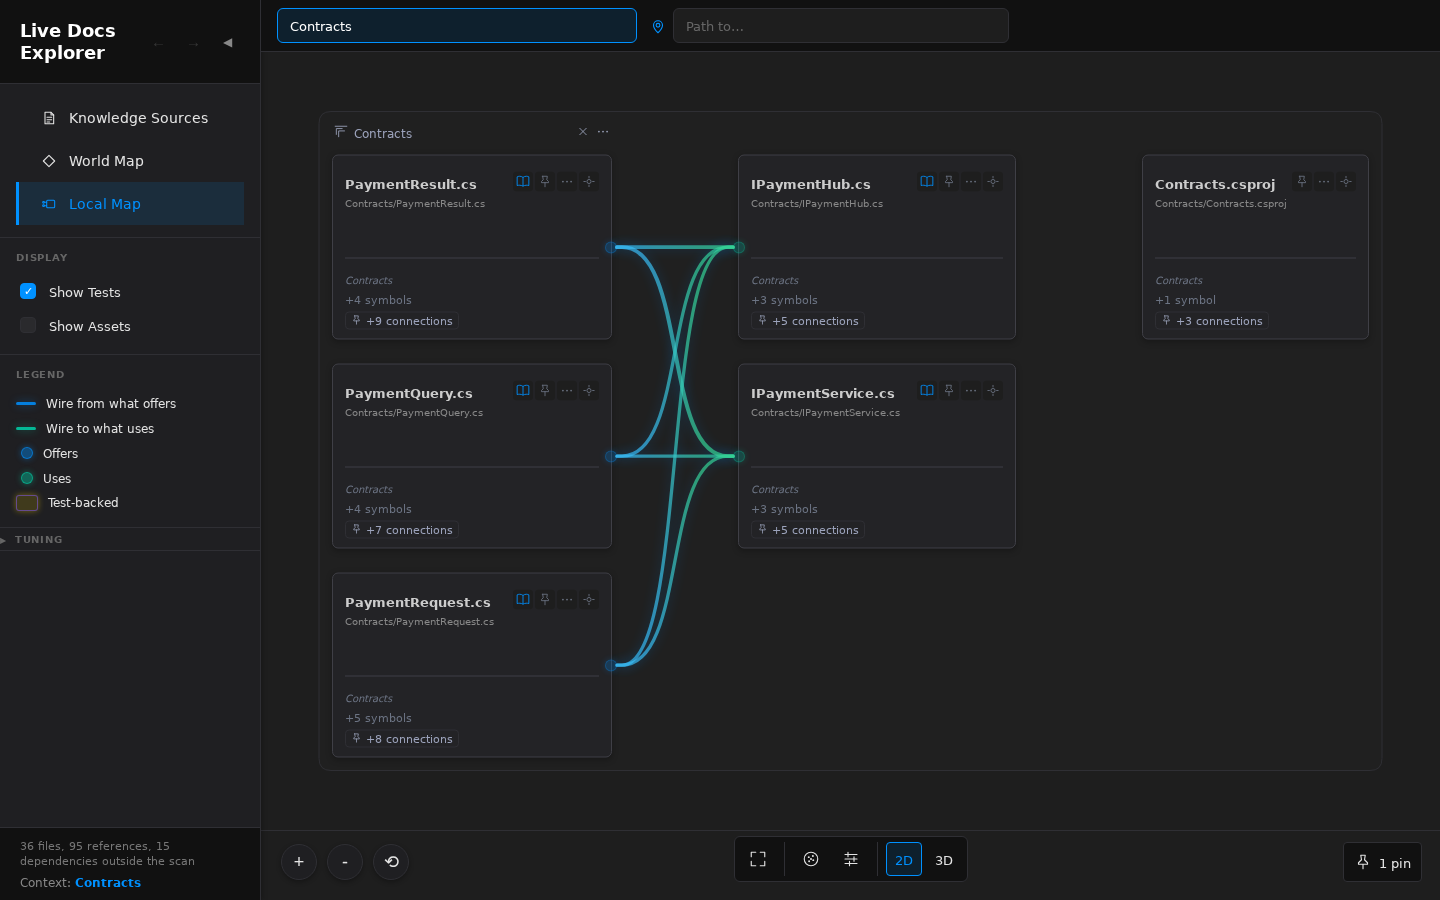 Live Docs
Explorer
Knowledge Sources
World Map
Local Map
DISPLAY
Show Tests
Show Assets
LEGEND
Wire from what offers
Wire to what uses
Offers
Uses
Test-backed
TUNING
36 files, 95 references, 15
dependencies outside the scan
Context: Contracts
Contracts
Path to...
Contracts
PaymentResult.cs
Contracts/PaymentResult.cs
Contracts
+4 symbols
+9 connections
IPaymentHub.cs
Contracts/IPaymentHub.cs
Contracts
+3 symbols
+5 connections
Contracts.csproj
Contracts/Contracts.csproj
Contracts
+1 symbol
+3 connections
PaymentQuery.cs
Contracts/PaymentQuery.cs
Contracts
+4 symbols
+7 connections
IPaymentService.cs
Contracts/IPaymentService.cs
Contracts
+3 symbols
+5 connections
PaymentRequest.cs
Contracts/PaymentRequest.cs
Contracts
+5 symbols
+8 connections
+ -
2D 3D
1 pin